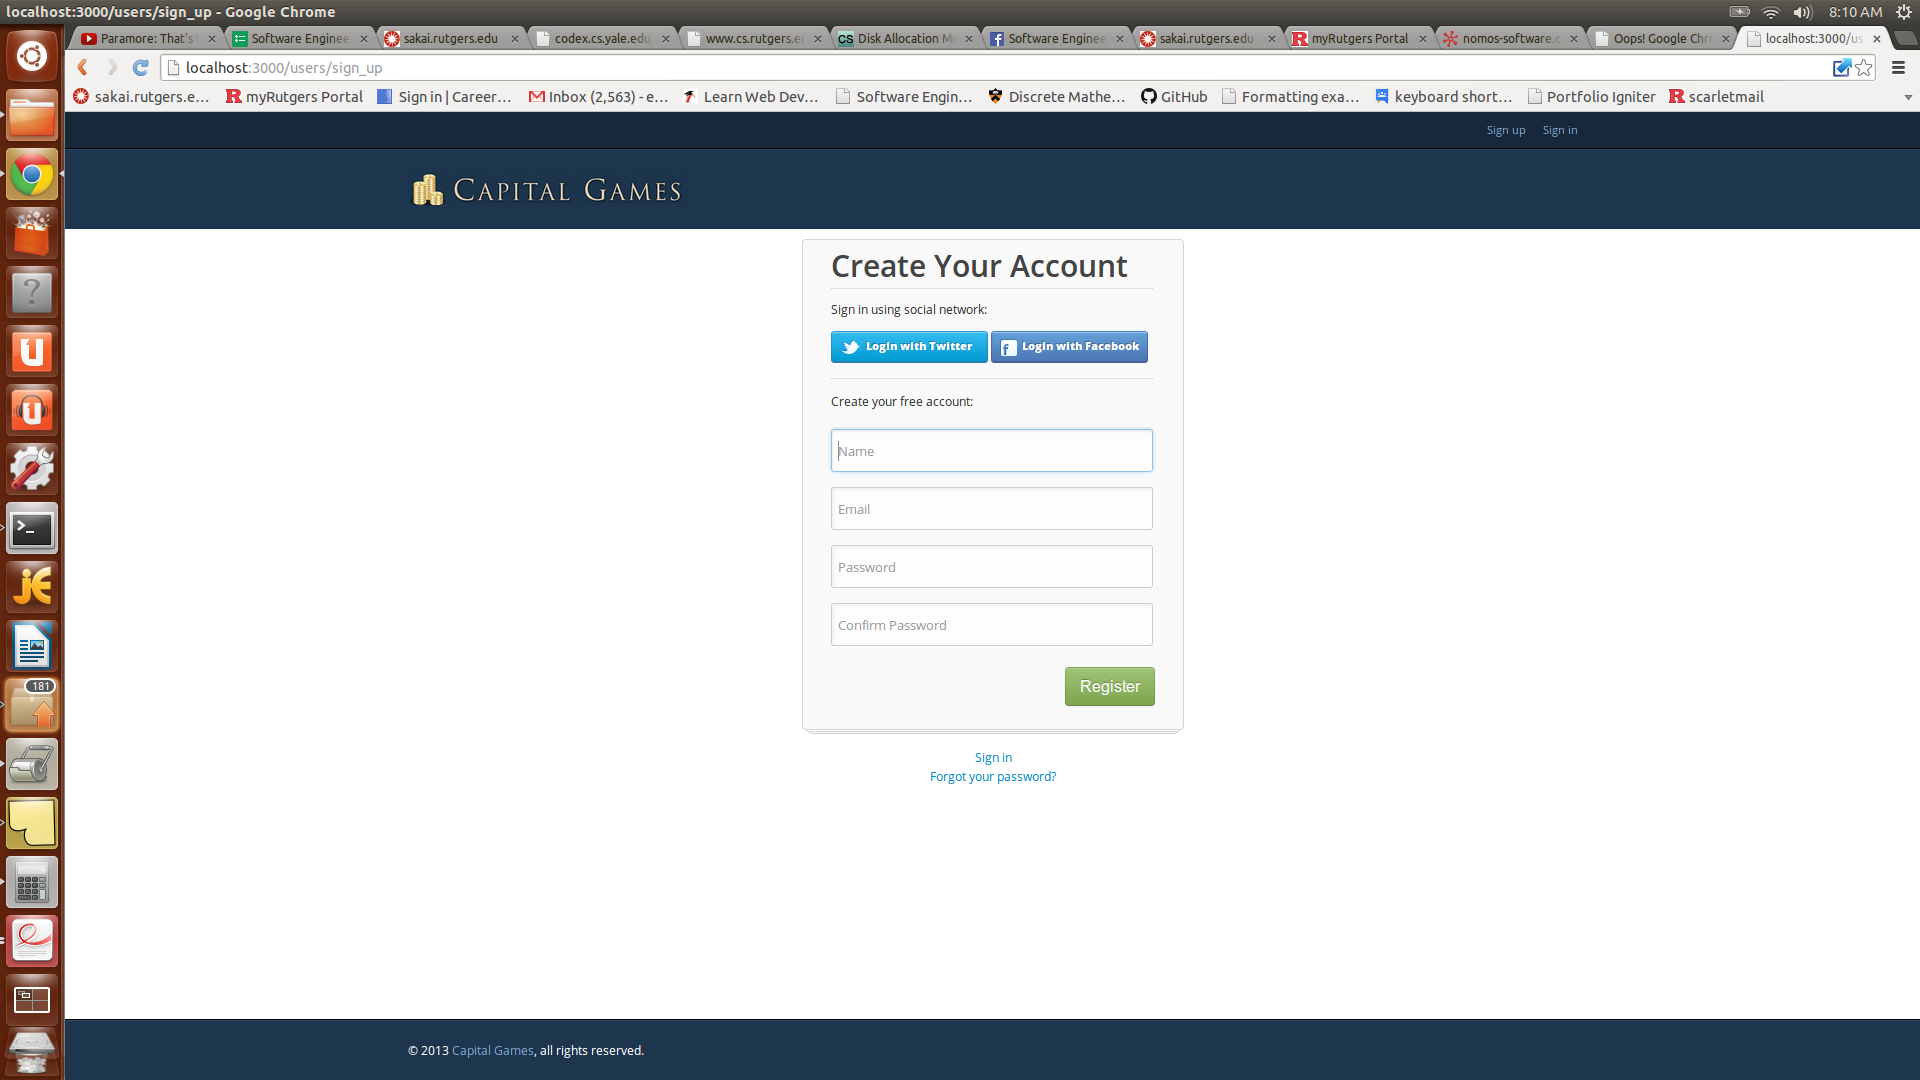 localhost:3000/users/sign_up - Google Chrome
8:10 AM
Paramore: That's
Software Enginee
sakai.rutgers.edu
codex.cs.yale.edu
www.cs.rutgers.e
Disk Allocation M
Software Enginee
sakai.rutgers.edu
myRutgers Portal
nomos-software.c
Oops! Google Chr
localhost:3000/us
localhost:3000/users/sign_up
sakai.rutgers.e...
myRutgers Portal
Sign in | Career...
Inbox (2,563) - e...
Learn Web Dev...
Software Engin...
Discrete Mathe...
GitHub
Formatting exa...
keyboard short...
Portfolio Igniter
scarletmail
Sign up
Sign in
Capital Games
Create Your Account
Sign in using social network:
Login with Twitter
Login with Facebook
Create your free account:
Name
Email
Password
Confirm Password
Register
181
Sign in
Forgot your password?
© 2013 Capital Games, all rights reserved.